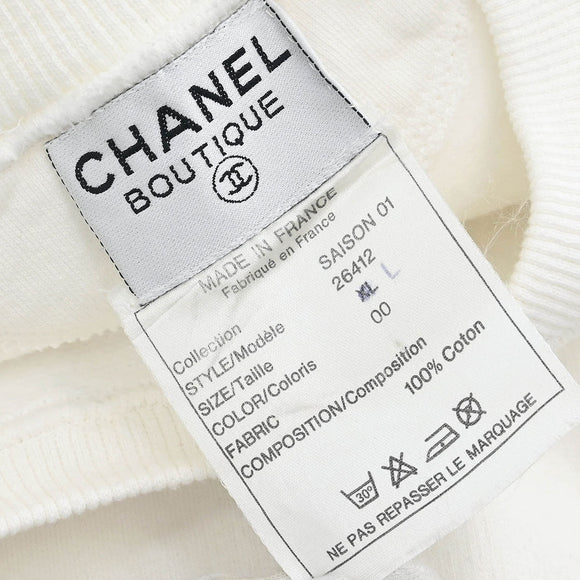 CHANEL
BOUTIQUE
MADE IN FRANCE
Fabriqué en France
Collection SAISON 01
STYLE/Modèle 26412
SIZE/Taille XL L
COLOR/Coloris 00
FABRIC
COMPOSITION/Composition 100% Coton
30°
NE PAS REPASSER LE MARQUAGE